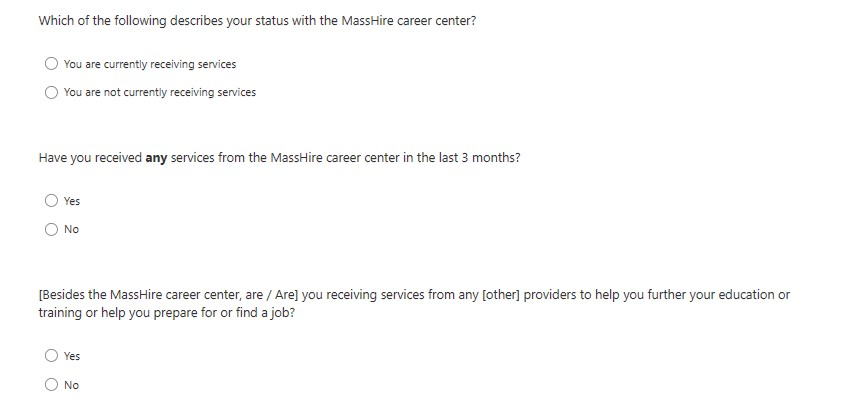 Which of the following describes your status with the MassHire career center?
You are currently receiving services
You are not currently receiving services
Have you received any services from the MassHire career center in the last 3 months?
Yes
No
[Besides the MassHire career center, are / Are] you receiving services from any [other] providers to help you further your education or
training or help you prepare for or find a job?
Yes
No